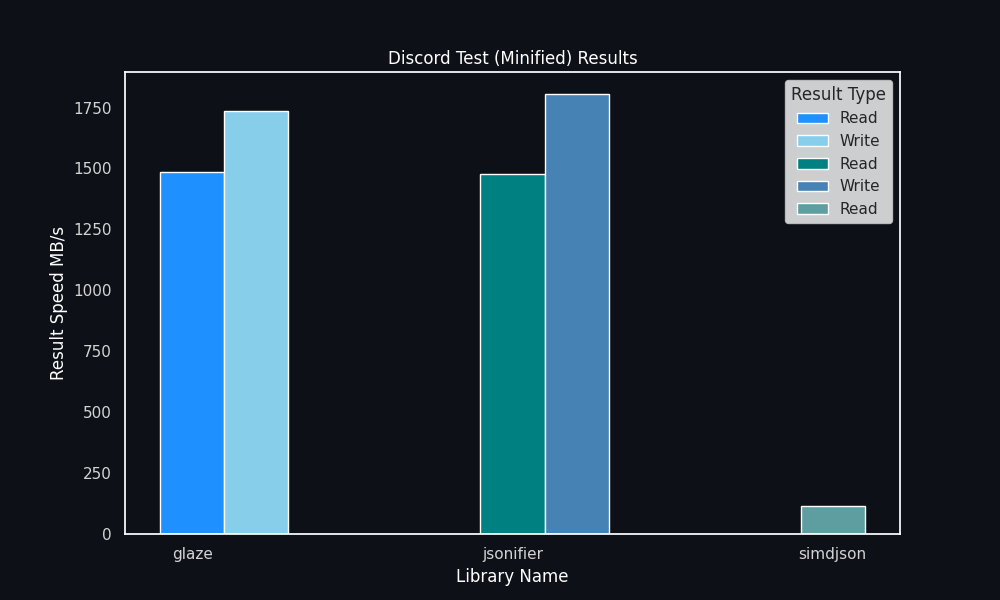 Discord Test (Minified) Results
Result Type
Read
Write
Read
Write
Read
Result Speed MB/s
1750
1500
1250
1000
750
500
250
0
glaze
jsonifier
simdjson
Library Name